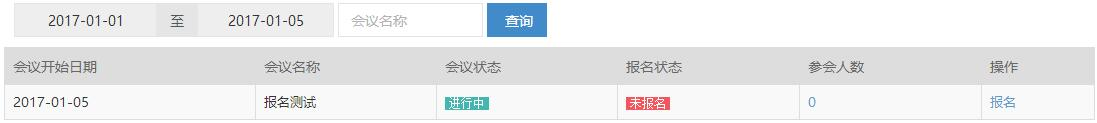 2017-01-01 至 2017-01-05 会议名称 查询
会议开始日期 会议名称 会议状态 报名状态 参会人数 操作
2017-01-05 报名测试 进行中 未报名 0 报名